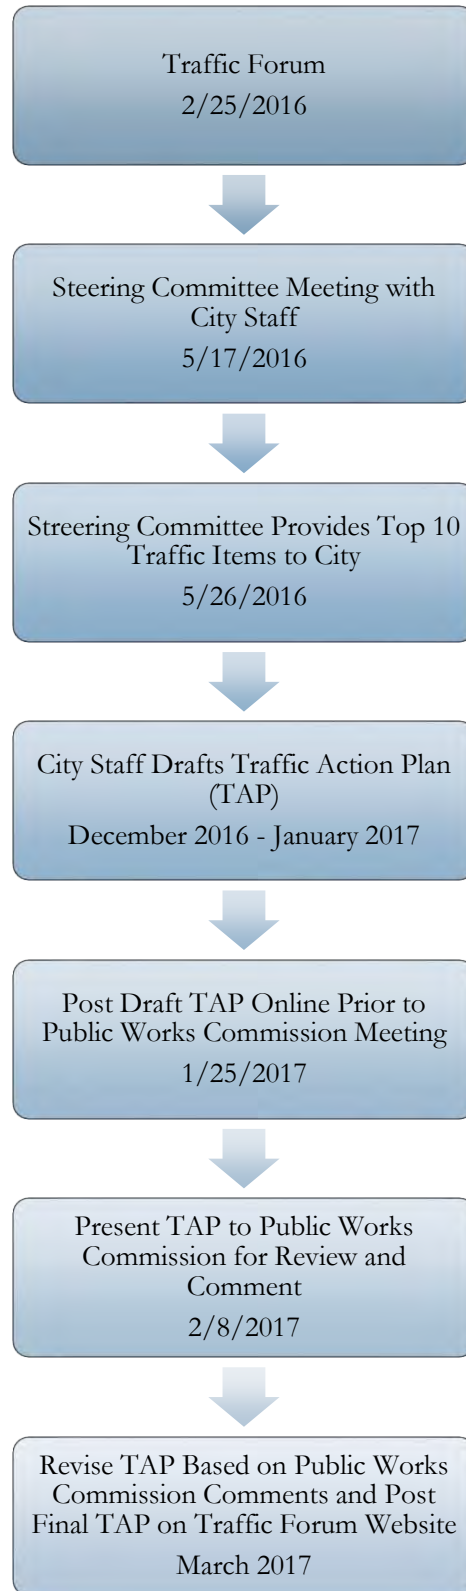 Traffic Forum
2/25/2016
Steering Committee Meeting with
City Staff
5/17/2016
Streering Committee Provides Top 10
Traffic Items to City
5/26/2016
City Staff Drafts Traffic Action Plan
(TAP)
December 2016 - January 2017
Post Draft TAP Online Prior to
Public Works Commission Meeting
1/25/2017
Present TAP to Public Works
Commission for Review and
Comment
2/8/2017
Revise TAP Based on Public Works
Commission Comments and Post
Final TAP on Traffic Forum Website
March 2017